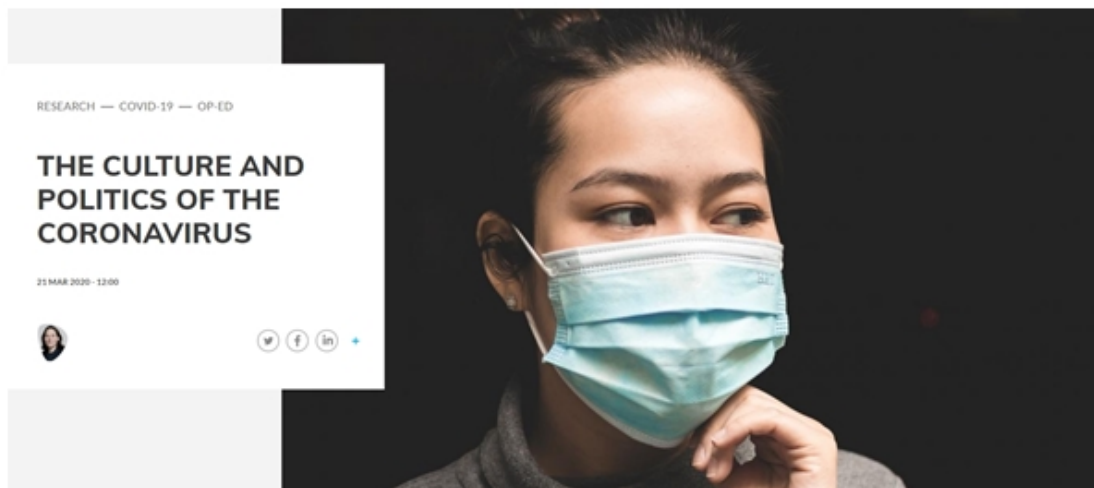 RESEARCH — COVID-19 — OP-ED
THE CULTURE AND
POLITICS OF THE
CORONAVIRUS
21 MAR 2020 - 12:00